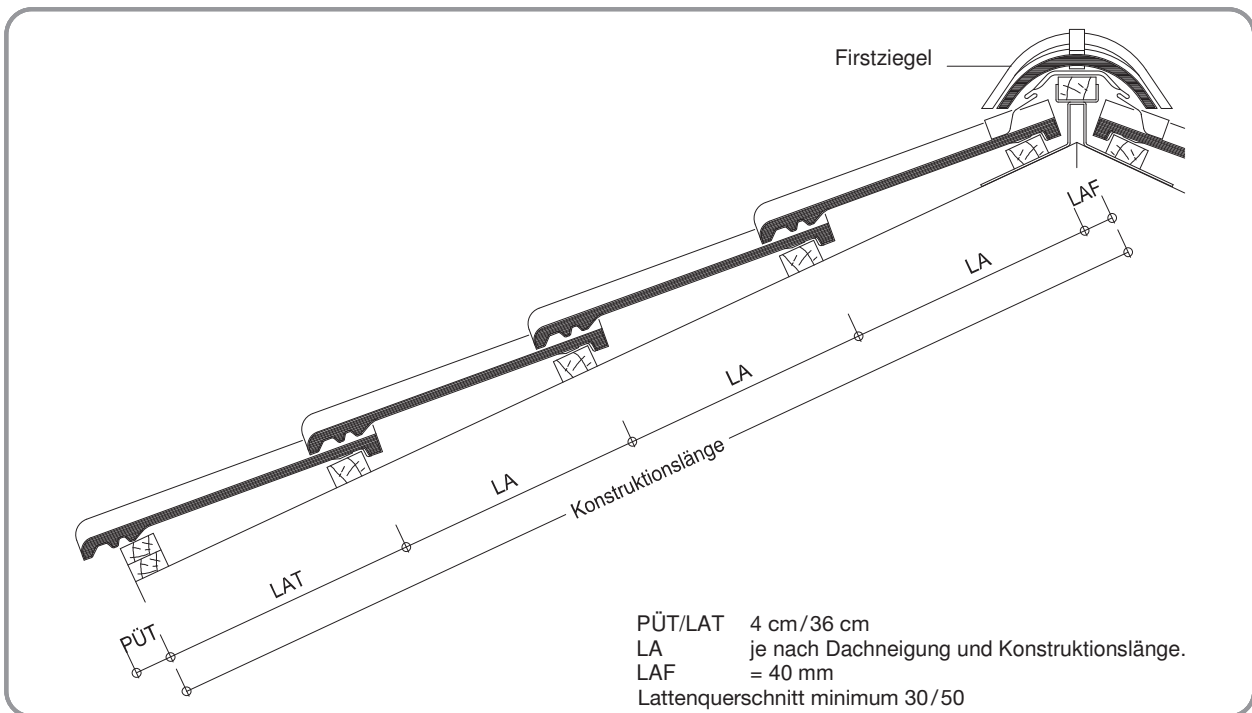 Firstziegel
LAF
LA
LA
LA
Konstruktionslänge
LAT
PÜT
PÜT/LAT 4 cm/36 cm
LA je nach Dachneigung und Konstruktionslänge.
LAF = 40 mm
Lattenquerschnitt minimum 30/50